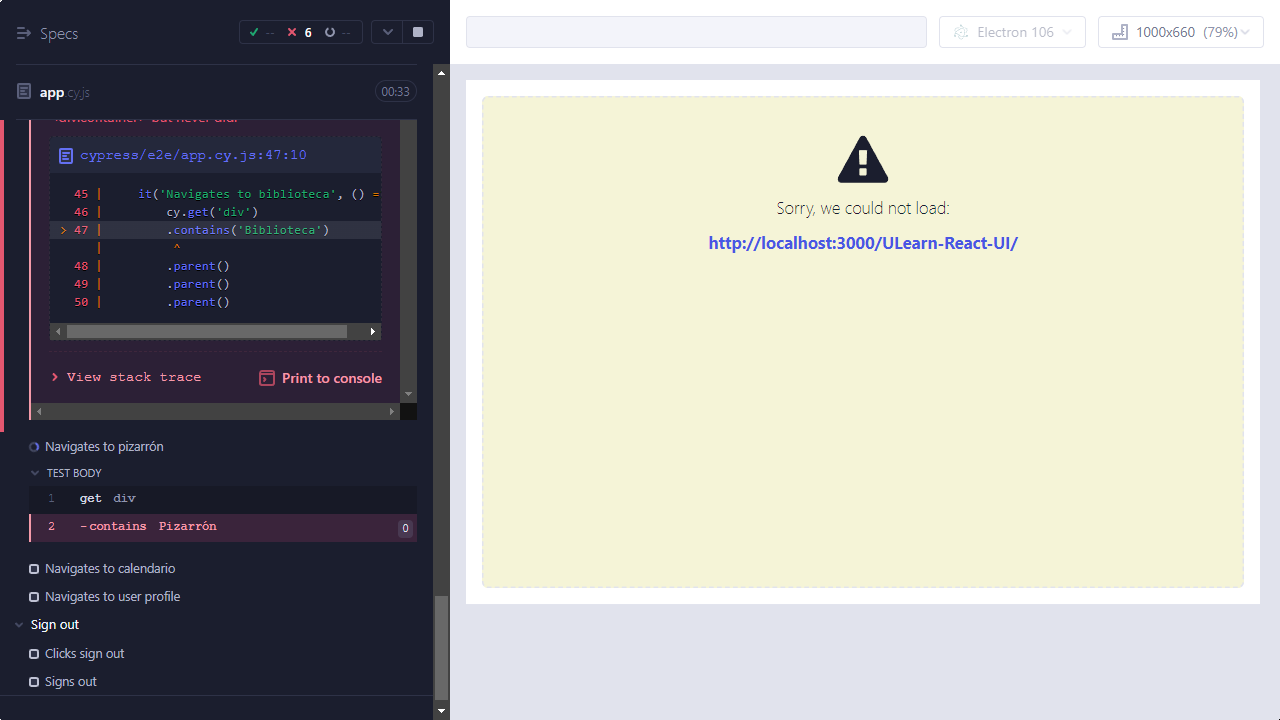 Specs
--
6
--
app.cy.js
00:33
<div.container> but never did.
cypress/e2e/app.cy.js:47:10
45 | it('Navigates to biblioteca', () =
46 | cy.get('div')
> 47 | .contains('Biblioteca')
| ^
48 | .parent()
49 | .parent()
50 | .parent()
> View stack trace
Print to console
Navigates to pizarrón
TEST BODY
1 get div
2 -contains Pizarrón 0
Navigates to calendario
Navigates to user profile
Sign out
Clicks sign out
Signs out
Electron 106
1000x660 (79%)
Sorry, we could not load:
http://localhost:3000/ULearn-React-UI/